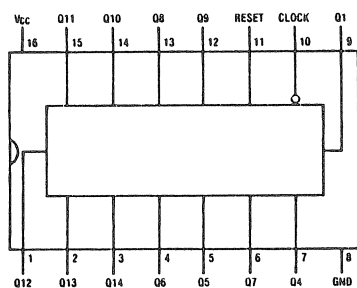 VCC Q11 Q10 Q8 Q9 RESET CLOCK Q1
16 15 14 13 12 11 10 9
1 2 3 4 5 6 7 8
Q12 Q13 Q14 Q6 Q5 Q7 Q4 GND